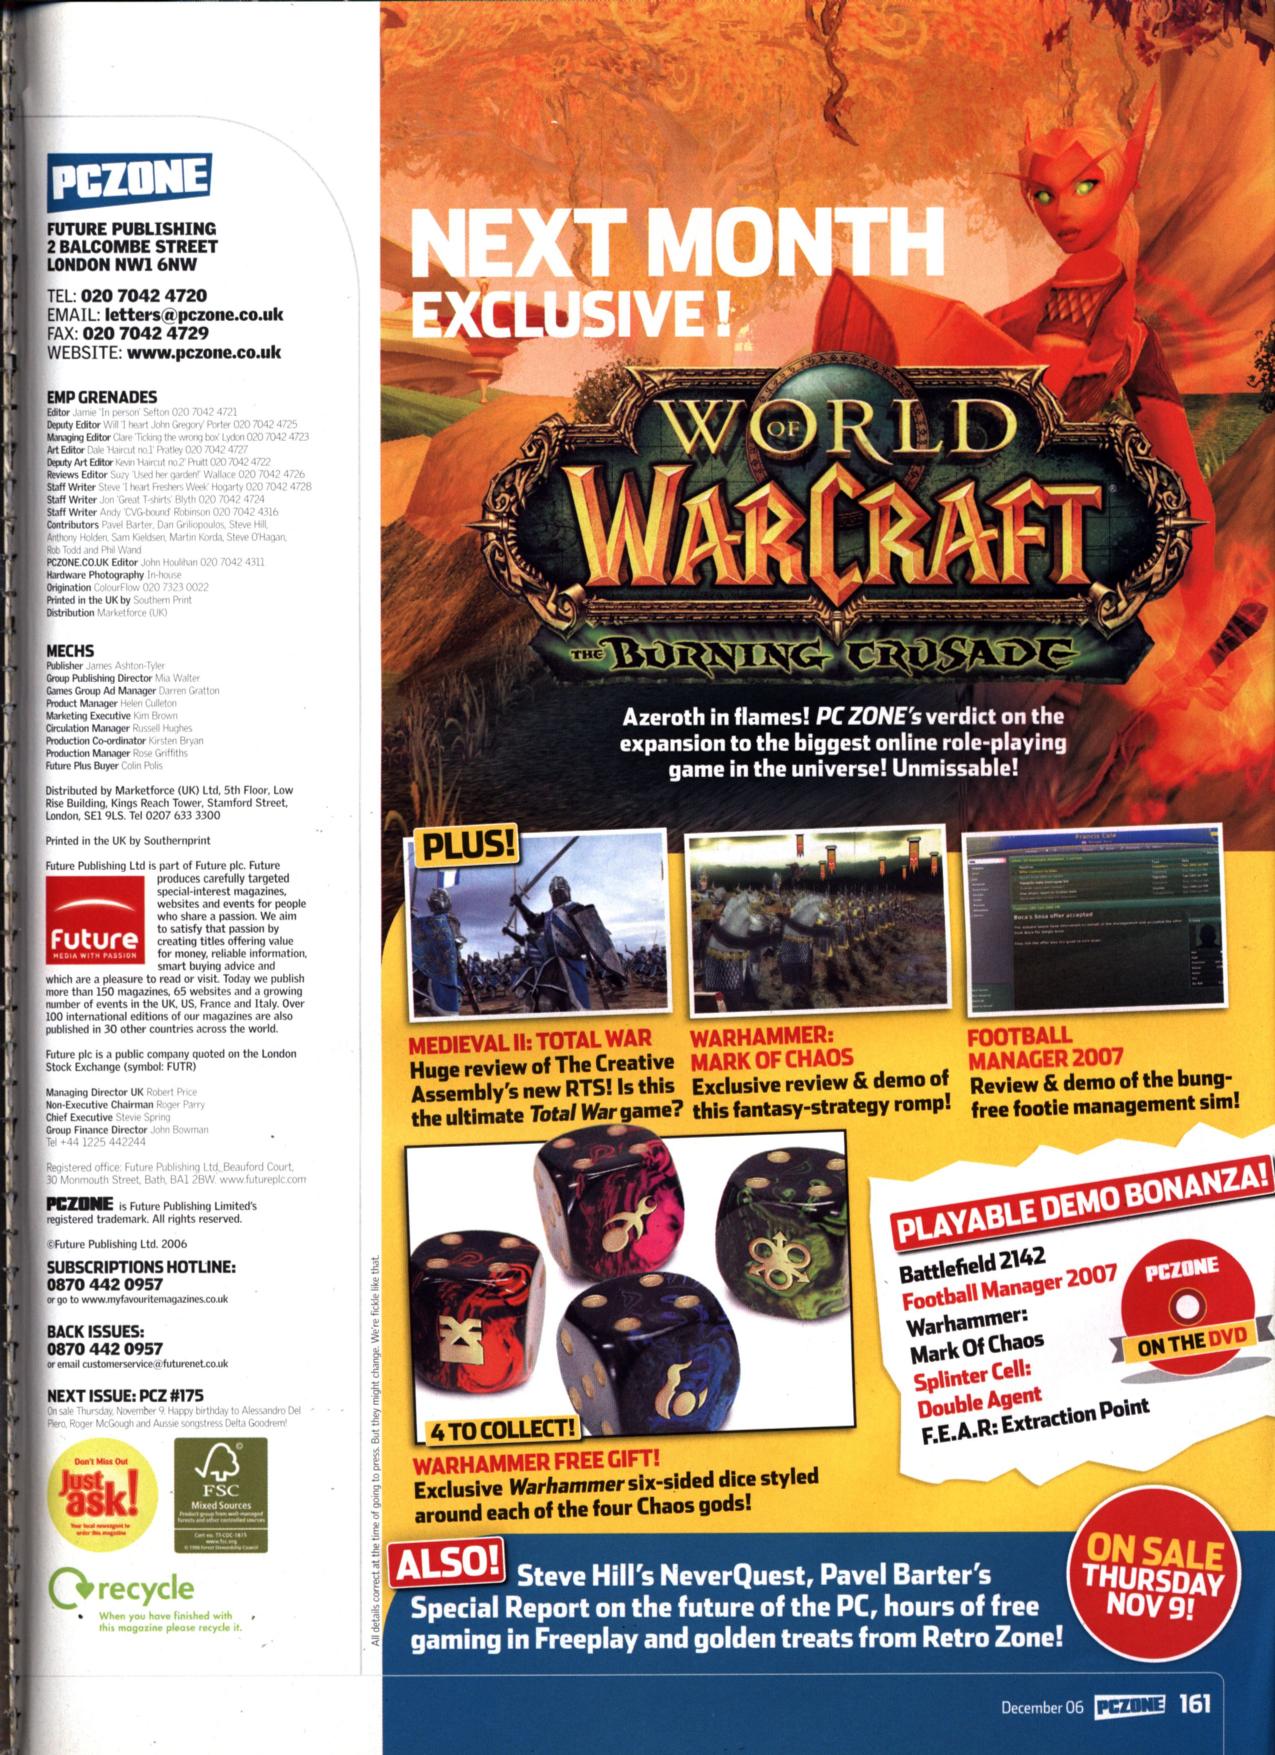 PCZONE
FUTURE PUBLISHING
2 BALCOMBE STREET
LONDON NW1 6NW
TEL: 020 7042 4720
EMAIL: letters@pczone.co.uk
FAX: 020 7042 4729
WEBSITE: www.pczone.co.uk
EMP GRENADES
Editor Jamie 'In person' Sefton 020 7042 4721
Deputy Editor Will 'I heart John Gregory' Porter 020 7042 4725
Managing Editor Clare 'Ticking the wrong box' Lydon 020 7042 4723
Art Editor Dale 'Haircut no.1' Pratley 020 7042 4727
Deputy Art Editor Kevin 'Haircut no.2' Pruttt 020 7042 4722
Reviews Editor Suzy 'Used her garden!' Wallace 020 7042 4726
Staff Writer Steve 'I heart Freshers Week' Hogarty 020 7042 4728
Staff Writer Jon 'Great T-shirts' Blyth 020 7042 4724
Staff Writer Andy 'CVG-bound' Robinson 020 7042 4316
Contributors Pavel Barter, Dan Griliopoulos, Steve Hill,
Anthony Holden, Sam Kieldsen, Martin Korda, Steve O'Hagan,
Rob Todd and Phil Wand
PCZONE.CO.UK Editor John Houlihan 020 7042 4311
Hardware Photography In-house
Origination ColourFlow 020 7323 0022
Printed in the UK by Southern Print
Distribution Marketforce (UK)
MECHS
Publisher James Ashton-Tyler
Group Publishing Director Mia Walter
Games Group Ad Manager Darren Gratton
Product Manager Helen Culleton
Marketing Executive Kim Brown
Circulation Manager Russell Hughes
Production Co-ordinator Kirsten Bryan
Production Manager Rose Griffiths
Future Plus Buyer Colin Polis
Distributed by Marketforce (UK) Ltd, 5th Floor, Low
Rise Building, Kings Reach Tower, Stamford Street,
London, SE1 9LS. Tel 0207 633 3300
Printed in the UK by Southernprint
Future Publishing Ltd is part of Future plc. Future
produces carefully targeted
special-interest magazines,
websites and events for people
who share a passion. We aim
to satisfy that passion by
creating titles offering value
for money, reliable information,
smart buying advice and
which are a pleasure to read or visit. Today we publish
more than 150 magazines, 65 websites and a growing
number of events in the UK, US, France and Italy. Over
100 international editions of our magazines are also
published in 30 other countries across the world.
Future
MEDIA WITH PASSION
Future plc is a public company quoted on the London
Stock Exchange (symbol: FUTR)
Managing Director UK Robert Price
Non-Executive Chairman Roger Parry
Chief Executive Stevie Spring
Group Finance Director John Bowman
Tel +44 1225 442244
Registered office: Future Publishing Ltd, Beauford Court,
30 Monmouth Street, Bath, BA1 2BW. www.futureplc.com
PCZONE is Future Publishing Limited's
registered trademark. All rights reserved.
©Future Publishing Ltd. 2006
SUBSCRIPTIONS HOTLINE:
0870 442 0957
or go to www.myfavouritemagazines.co.uk
BACK ISSUES:
0870 442 0957
or email customerservice@futurenet.co.uk
NEXT ISSUE: PCZ #175
On sale Thursday, November 9. Happy birthday to Alessandro Del
Piero, Roger McGough and Aussie songstress Delta Goodrem!
Don't Miss Out
Just
ask!
Your local newsagent to
order this magazine
FSC
Mixed Sources
Product group from well-managed
forests and other controlled sources
www.fsc.org
© 1996 Forest Stewardship Council
recycle
When you have finished with
this magazine please recycle it.
All details correct at the time of going to press. But they might change. We're fickle like that.
NEXT MONTH
EXCLUSIVE!
WORLD
OF
WARCRAFT
THE BURNING CRUSADE
Azeroth in flames! PC ZONE's verdict on the
expansion to the biggest online role-playing
game in the universe! Unmissable!
PLUS!
Francis Cale
Boca's Sosa offer accepted
MEDIEVAL II: TOTAL WAR
Huge review of The Creative
Assembly's new RTS! Is this
the ultimate Total War game?
WARHAMMER:
MARK OF CHAOS
Exclusive review & demo of
this fantasy-strategy romp!
FOOTBALL
MANAGER 2007
Review & demo of the bung-
free footie management sim!
4 TO COLLECT!
WARHAMMER FREE GIFT!
Exclusive Warhammer six-sided dice styled
around each of the four Chaos gods!
PLAYABLE DEMO BONANZA!
Battlefield 2142
Football Manager 2007
Warhammer:
Mark Of Chaos
Splinter Cell:
Double Agent
F.E.A.R: Extraction Point
PCZONE
ON THE DVD
ALSO!
Steve Hill's NeverQuest, Pavel Barter's
Special Report on the future of the PC, hours of free
gaming in Freeplay and golden treats from Retro Zone!
ON SALE
THURSDAY
NOV 9!
December 06 PCZONE 161